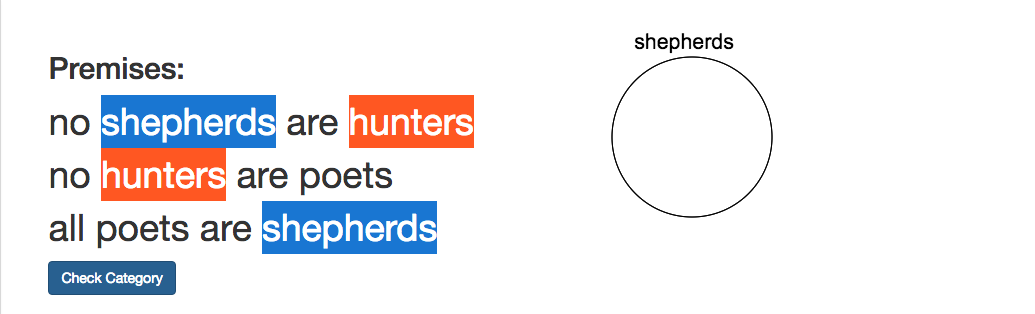 Premises:
no shepherds are hunters
no hunters are poets
all poets are shepherds
Check Category
shepherds